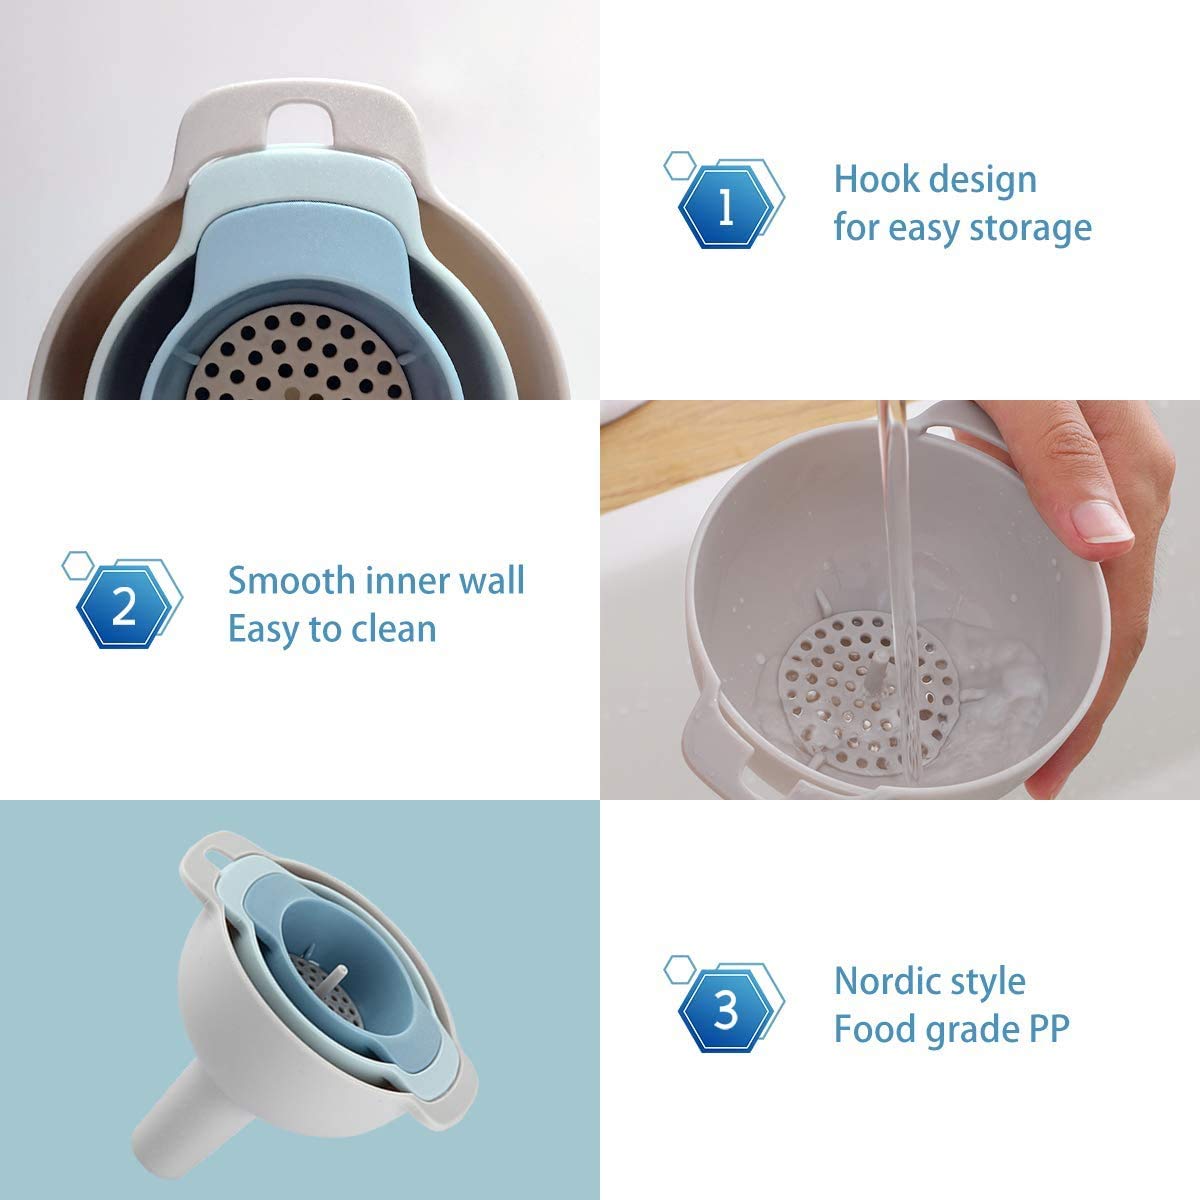 1
Hook design
for easy storage
2
Smooth inner wall
Easy to clean
3
Nordic style
Food grade PP